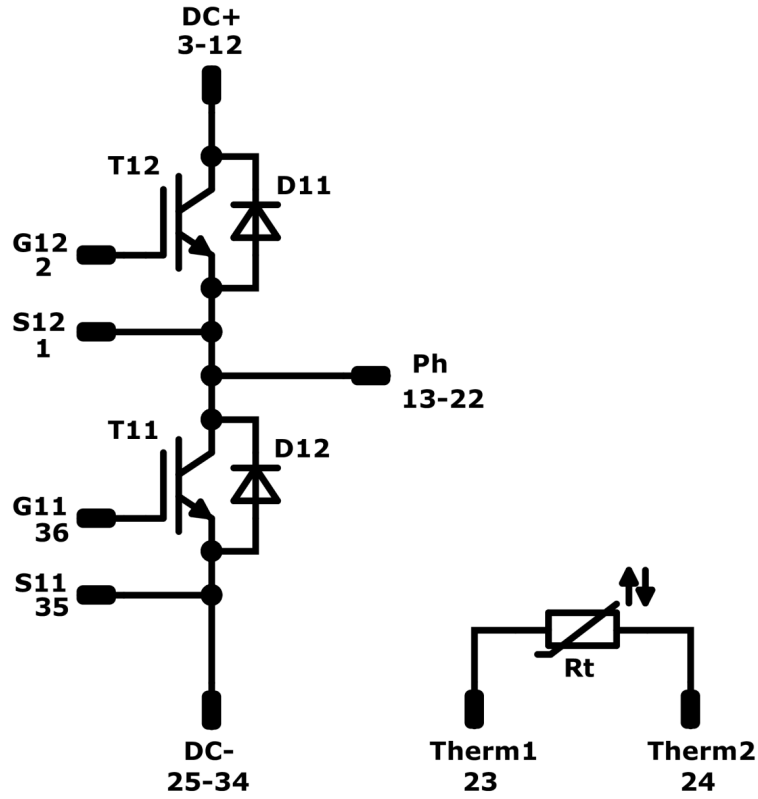 DC+
3-12
T12
D11
G12
2
S12
1
Ph
13-22
T11
D12
G11
36
S11
35
Rt
DC-
25-34
Therm1
23
Therm2
24